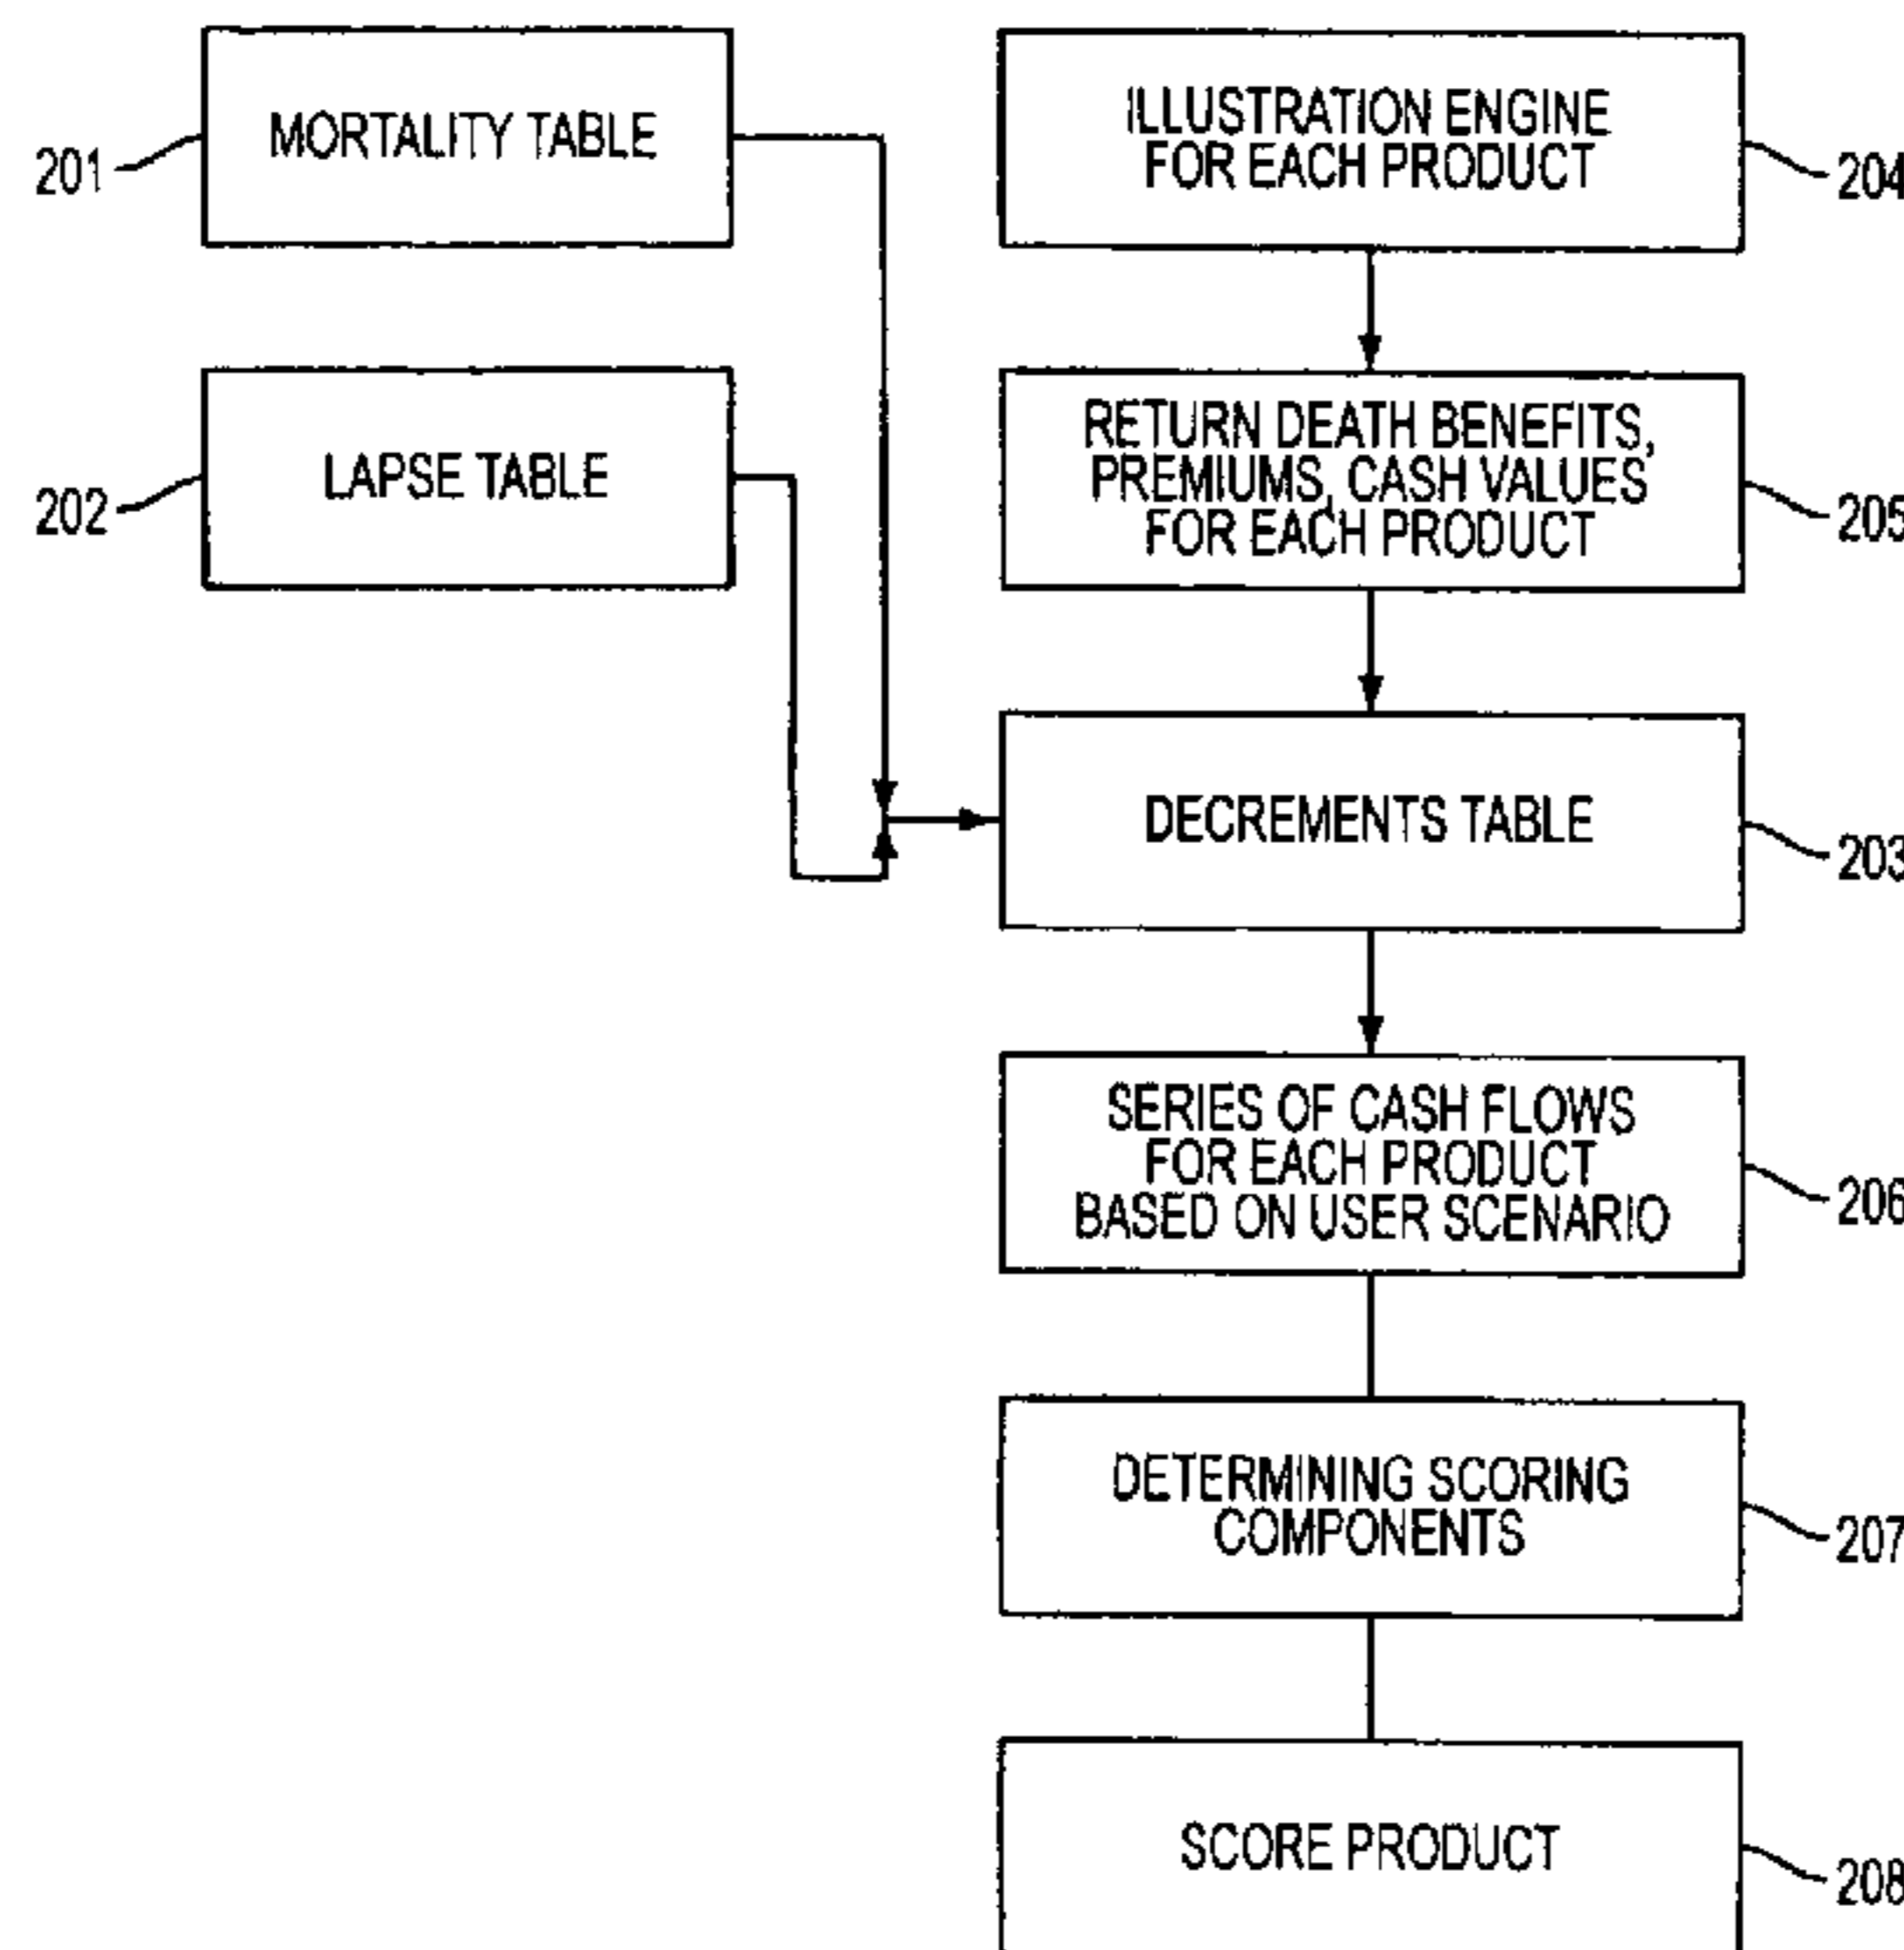 MORTALITY TABLE
201
ILLUSTRATION ENGINE
FOR EACH PRODUCT
204
LAPSE TABLE
202
RETURN DEATH BENEFITS,
PREMIUMS, CASH VALUES
FOR EACH PRODUCT
205
DECREMENTS TABLE
203
SERIES OF CASH FLOWS
FOR EACH PRODUCT
BASED ON USER SCENARIO
206
DETERMINING SCORING
COMPONENTS
207
SCORE PRODUCT
208